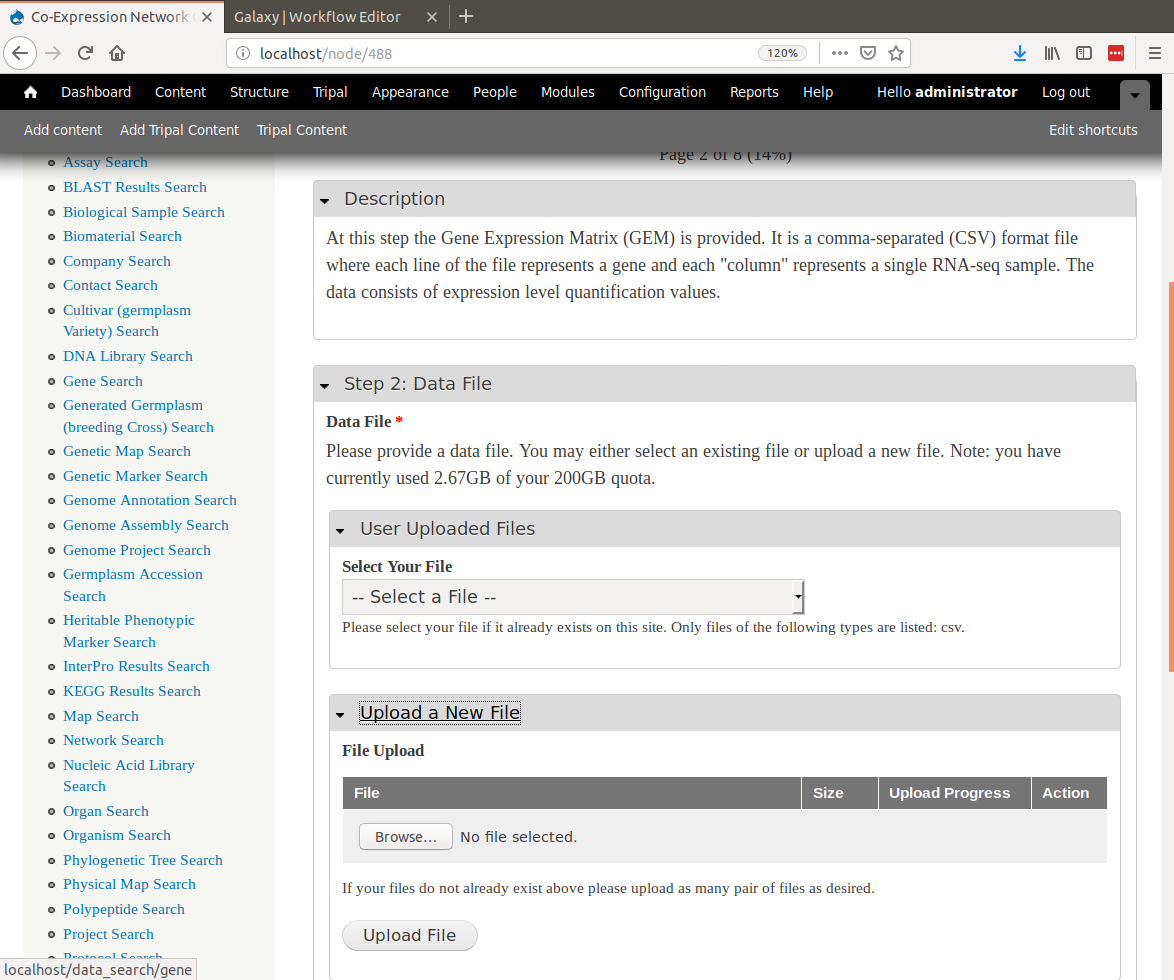 Co-Expression Network
Galaxy | Workflow Editor
localhost/node/488
120%
Dashboard Content Structure Tripal Appearance People Modules Configuration Reports Help Hello administrator Log out
Add content Add Tripal Content Tripal Content Edit shortcuts
Assay Search
BLAST Results Search
Biological Sample Search
Biomaterial Search
Company Search
Contact Search
Cultivar (germplasm
Variety) Search
DNA Library Search
Gene Search
Generated Germplasm
(breeding Cross) Search
Genetic Map Search
Genetic Marker Search
Genome Annotation Search
Genome Assembly Search
Genome Project Search
Germplasm Accession
Search
Heritable Phenotypic
Marker Search
InterPro Results Search
KEGG Results Search
Map Search
Network Search
Nucleic Acid Library
Search
Organ Search
Organism Search
Phylogenetic Tree Search
Physical Map Search
Polypeptide Search
Project Search
Protocol Search
localhost/data_search/gene
Page 2 of 8 (14%)
Description
At this step the Gene Expression Matrix (GEM) is provided. It is a comma-separated (CSV) format file
where each line of the file represents a gene and each "column" represents a single RNA-seq sample. The
data consists of expression level quantification values.
Step 2: Data File
Data File *
Please provide a data file. You may either select an existing file or upload a new file. Note: you have
currently used 2.67GB of your 200GB quota.
User Uploaded Files
Select Your File
-- Select a File --
Please select your file if it already exists on this site. Only files of the following types are listed: csv.
Upload a New File
File Upload
File Size Upload Progress Action
Browse... No file selected.
If your files do not already exist above please upload as many pair of files as desired.
Upload File